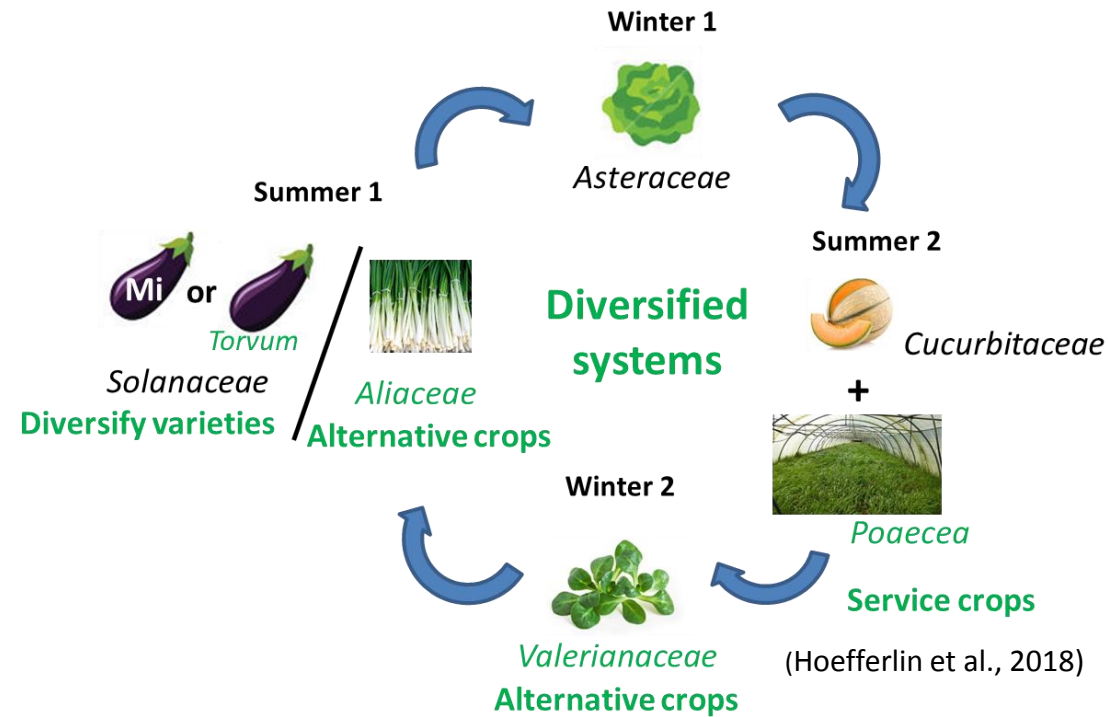 Winter 1
Asteraceae
Summer 1
Mi or
Torvum
Solanaceae
Diversify varieties
Aliaceae
Alternative crops
Diversified
systems
Summer 2
Cucurbitaceae
+
Poaecea
Service crops
Winter 2
Valerianaceae
Alternative crops
(Hoefferlin et al., 2018)